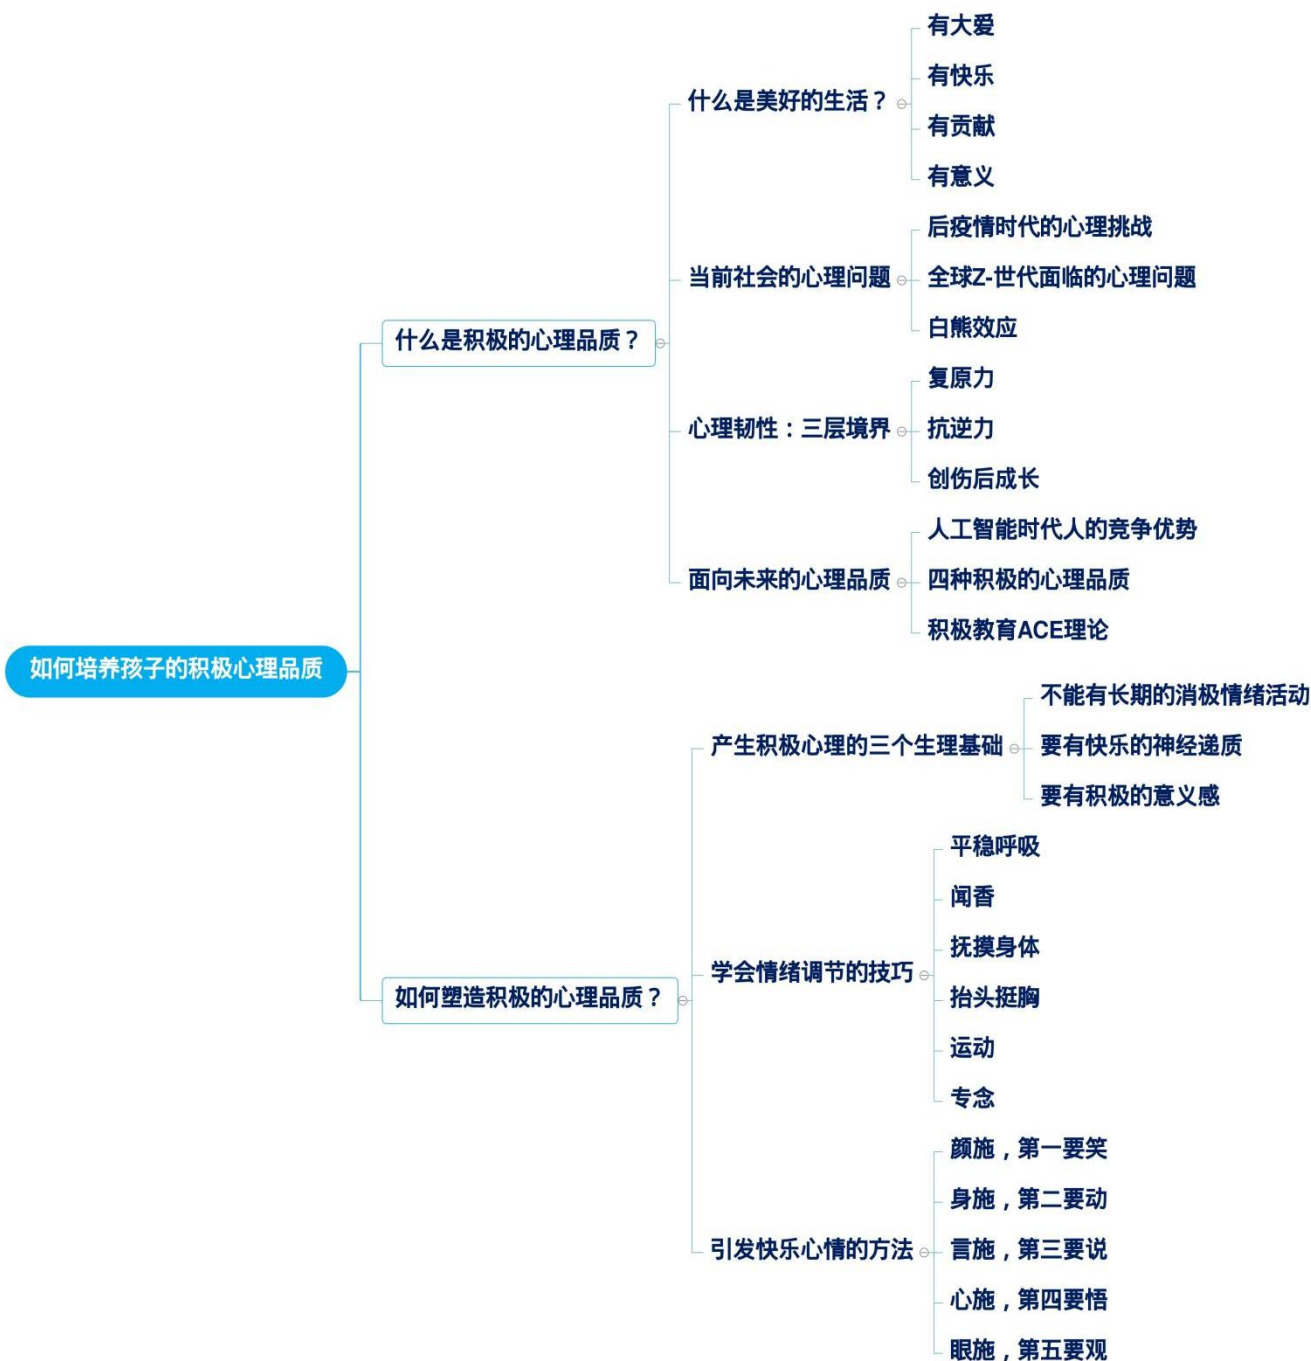 如何培养孩子的积极心理品质
什么是积极的心理品质？
什么是美好的生活？
有大爱
有快乐
有贡献
有意义
当前社会的心理问题
后疫情时代的心理挑战
全球Z-世代面临的心理问题
白熊效应
心理韧性：三层境界
复原力
抗逆力
创伤后成长
面向未来的心理品质
人工智能时代人的竞争优势
四种积极的心理品质
积极教育ACE理论
如何塑造积极的心理品质？
产生积极心理的三个生理基础
不能有长期的消极情绪活动
要有快乐的神经递质
要有积极的意义感
学会情绪调节的技巧
平稳呼吸
闻香
抚摸身体
抬头挺胸
运动
专念
引发快乐心情的方法
颜施，第一要笑
身施，第二要动
言施，第三要说
心施，第四要悟
眼施，第五要观